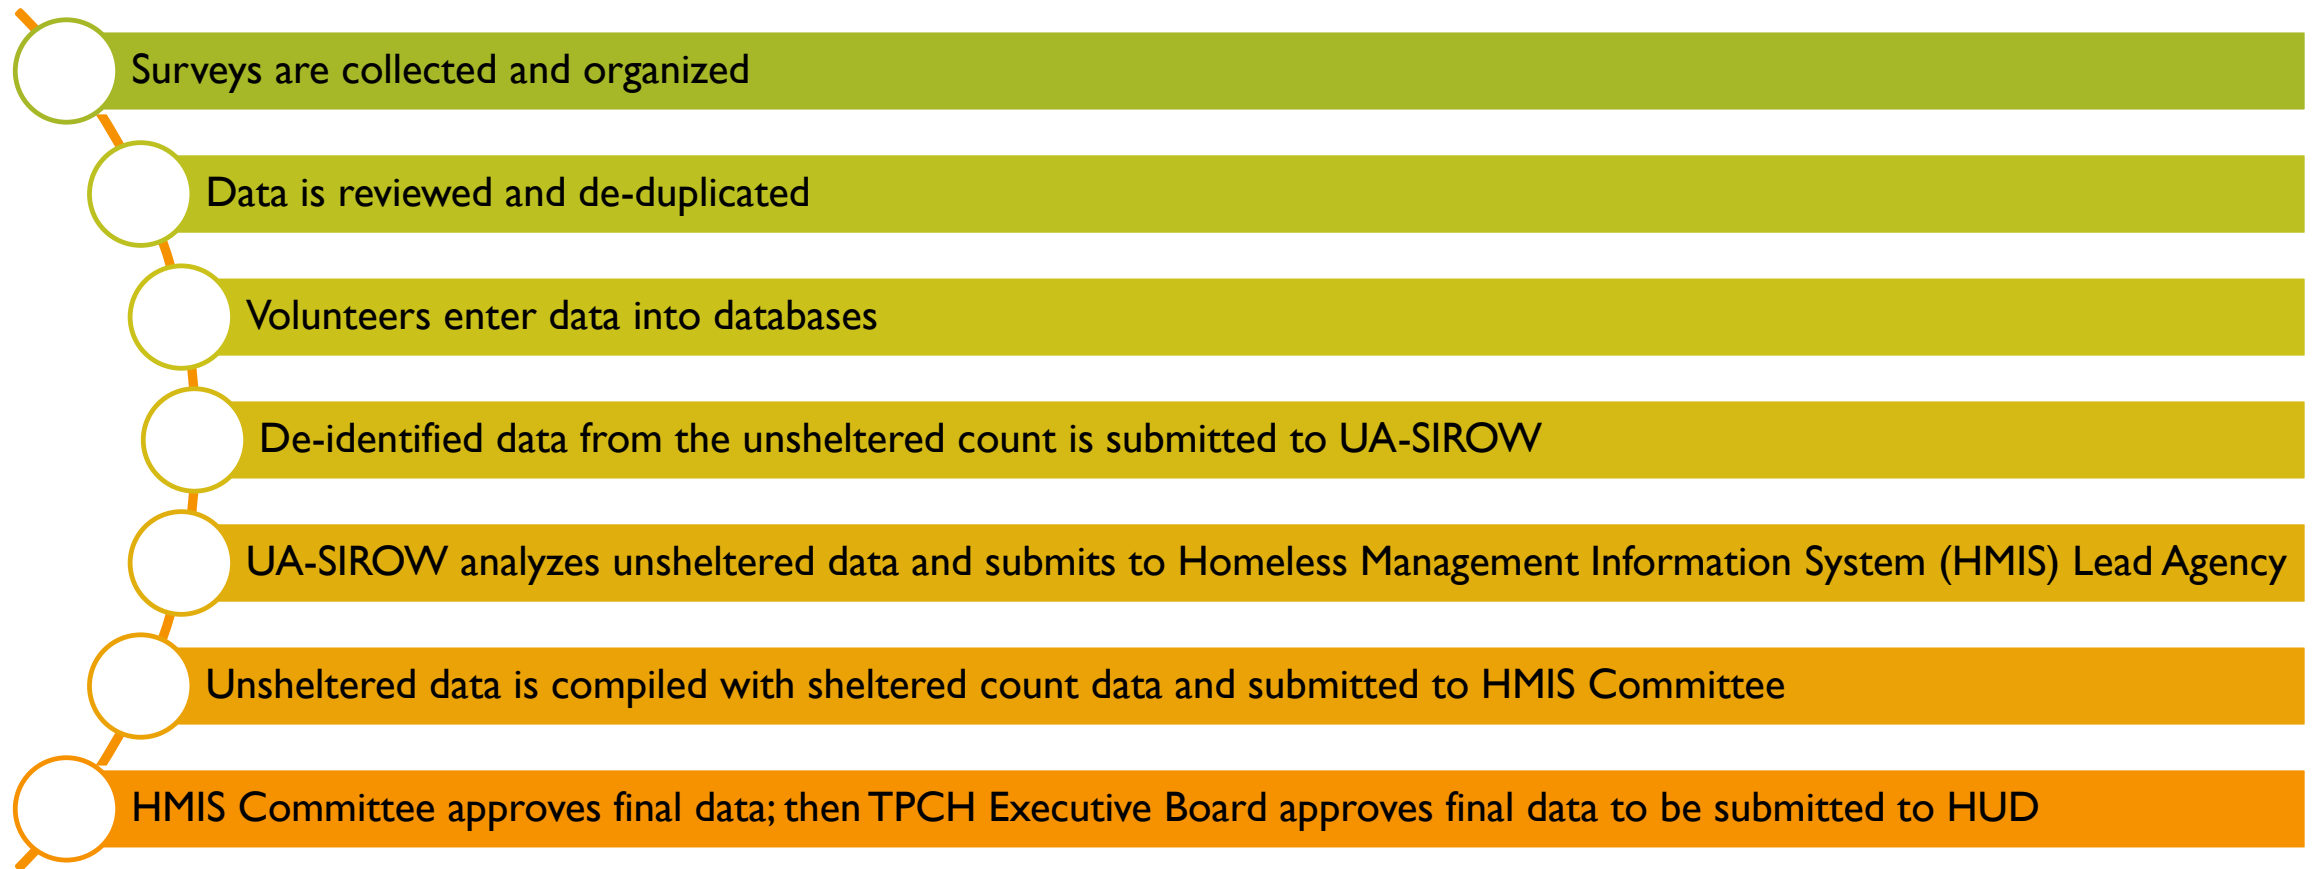 Surveys are collected and organized
Data is reviewed and de-duplicated
Volunteers enter data into databases
De-identified data from the unsheltered count is submitted to UA-SIROW
UA-SIROW analyzes unsheltered data and submits to Homeless Management Information System (HMIS) Lead Agency
Unsheltered data is compiled with sheltered count data and submitted to HMIS Committee
HMIS Committee approves final data; then TPCH Executive Board approves final data to be submitted to HUD